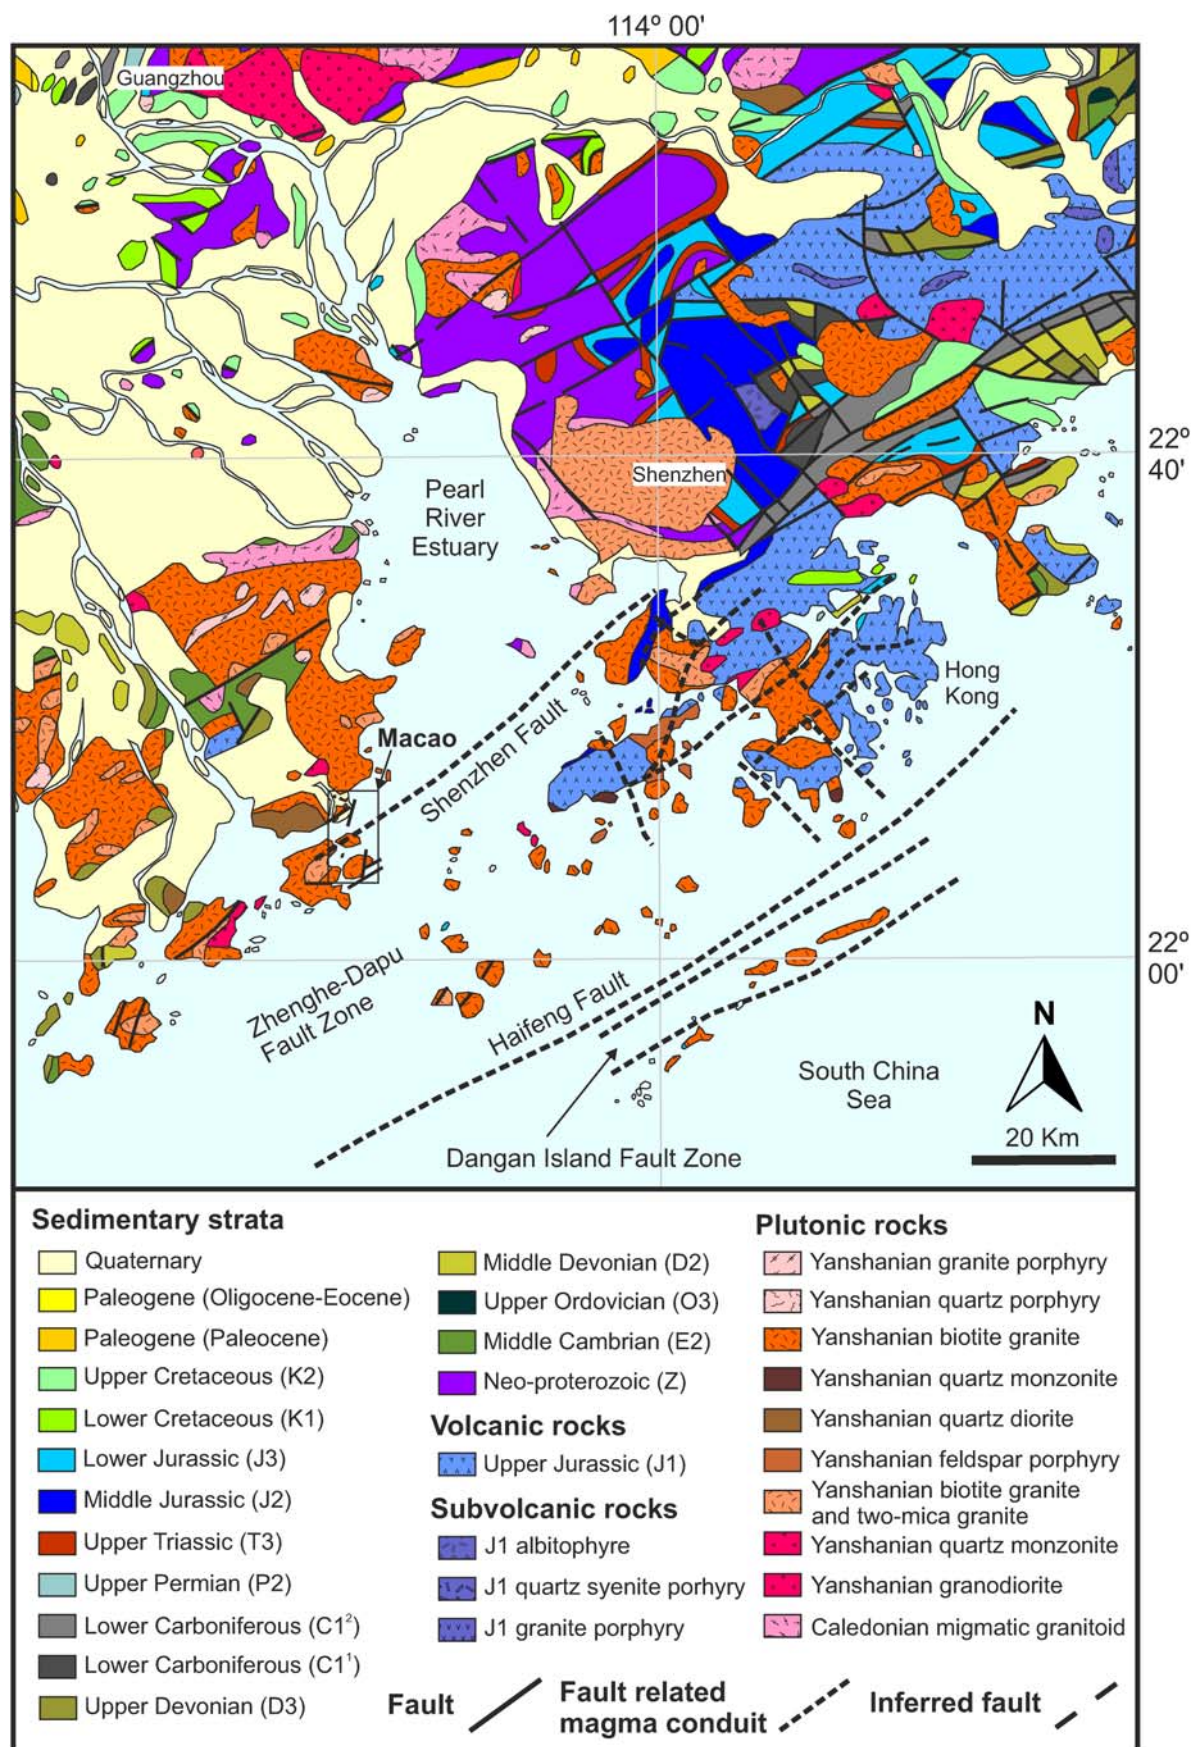 114º 00'
Guangzhou
22º
40'
Shenzhen
Pearl
River
Estuary
Hong
Kong
Macao
Shenzhen Fault
22º
00'
Zhenghe-Dapu
Fault Zone
Haifeng Fault
N
South China
Sea
20 Km
Dangan Island Fault Zone
Sedimentary strata
Quaternary
Paleogene (Oligocene-Eocene)
Paleogene (Paleocene)
Upper Cretaceous (K2)
Lower Cretaceous (K1)
Lower Jurassic (J3)
Middle Jurassic (J2)
Upper Triassic (T3)
Upper Permian (P2)
Lower Carboniferous (C1²)
Lower Carboniferous (C1¹)
Upper Devonian (D3)
Middle Devonian (D2)
Upper Ordovician (O3)
Middle Cambrian (E2)
Neo-proterozoic (Z)
Volcanic rocks
Upper Jurassic (J1)
Subvolcanic rocks
J1 albitophyre
J1 quartz syenite porhyry
J1 granite porphyry
Plutonic rocks
Yanshanian granite porphyry
Yanshanian quartz porphyry
Yanshanian biotite granite
Yanshanian quartz monzonite
Yanshanian quartz diorite
Yanshanian feldspar porphyry
Yanshanian biotite granite
and two-mica granite
Yanshanian quartz monzonite
Yanshanian granodiorite
Caledonian migmatic granitoid
Fault
Fault related
magma conduit
Inferred fault